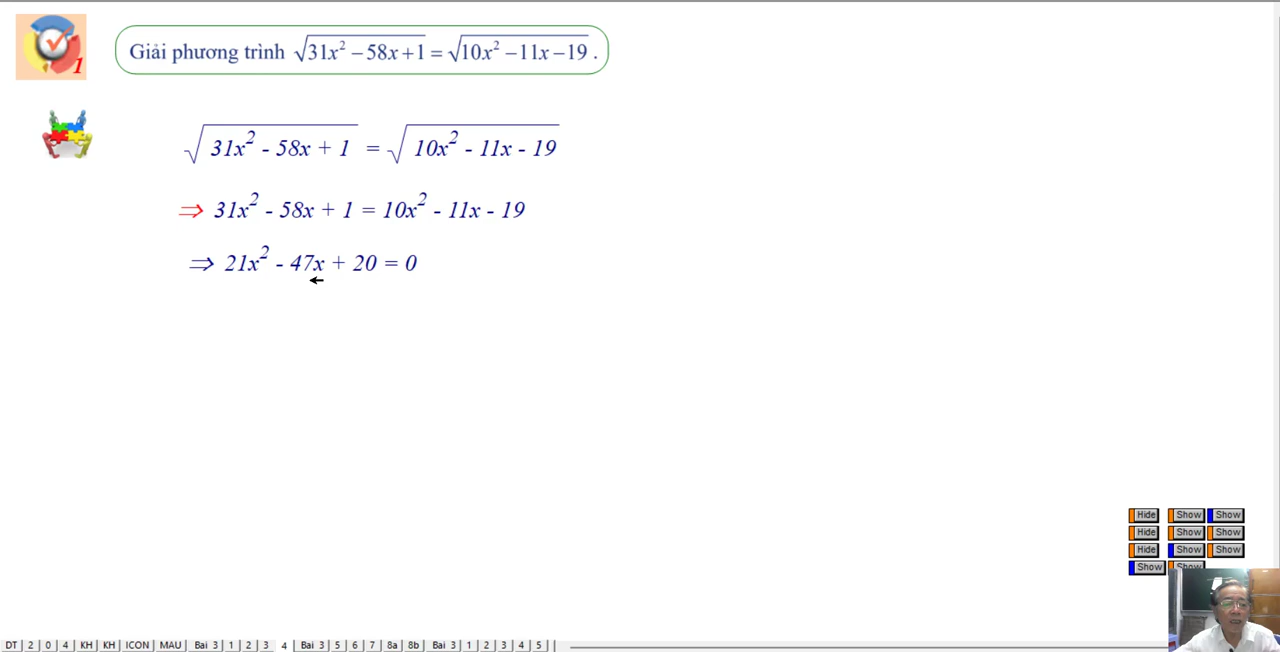 1
Giải phương trình √31x² − 58x + 1 = √10x² − 11x − 19 .
√31x² - 58x + 1 = √10x² - 11x - 19
⇒ 31x² - 58x + 1 = 10x² - 11x - 19
⇒ 21x² - 47x + 20 = 0
Hide Show Show
Hide Show Show
Hide Show Show
Show Show
DT | 2 | 0 | 4 | KH | KH | ICON | MAU | Bai 3 | 1 | 2 | 3 | 4 | Bai 3 | 5 | 6 | 7 | 8a | 8b | Bai 3 | 1 | 2 | 3 | 4 | 5 |